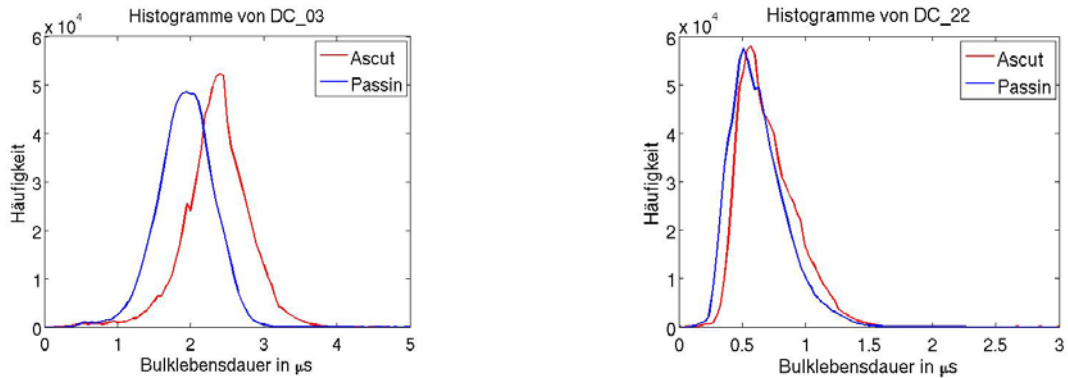 Histogramme von DC_03
x 10^4
Häufigkeit
6
5
4
3
2
1
0
Ascut
Passin
0 1 2 3 4 5
Bulklebensdauer in μs
Histogramme von DC_22
x 10^4
Häufigkeit
6
5
4
3
2
1
0
Ascut
Passin
0 0.5 1 1.5 2 2.5 3
Bulklebensdauer in μs